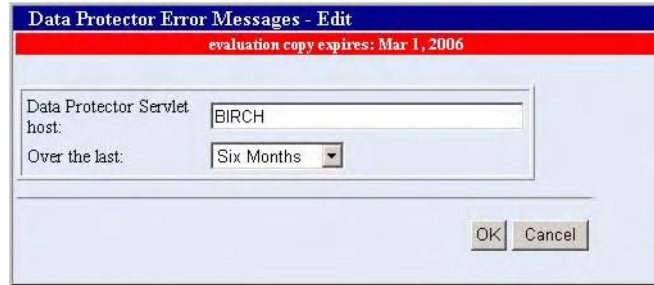 Data Protector Error Messages - Edit
evaluation copy expires: Mar 1, 2006
Data Protector Servlet
host:
BIRCH
Over the last:
Six Months
OK
Cancel